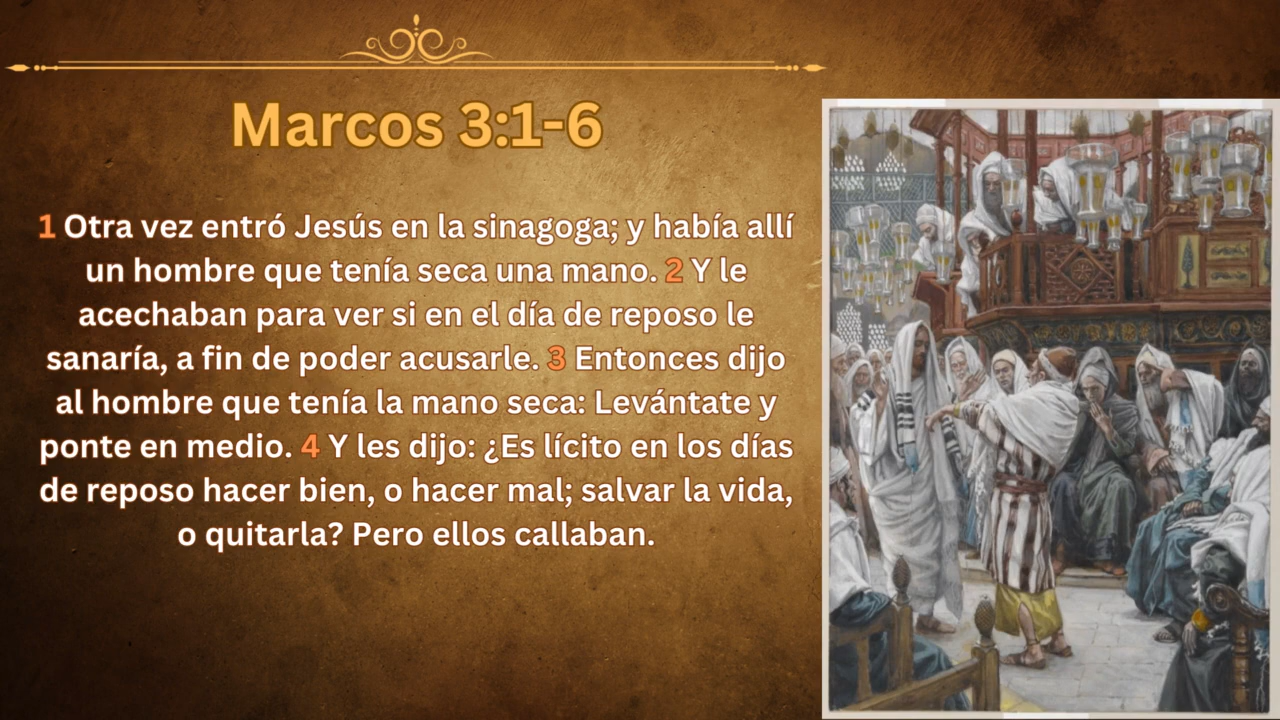 Marcos 3:1-6
1 Otra vez entró Jesús en la sinagoga; y había allí
un hombre que tenía seca una mano. 2 Y le
acechaban para ver si en el día de reposo le
sanaría, a fin de poder acusarle. 3 Entonces dijo
al hombre que tenía la mano seca: Levántate y
ponte en medio. 4 Y les dijo: ¿Es lícito en los días
de reposo hacer bien, o hacer mal; salvar la vida,
o quitarla? Pero ellos callaban.